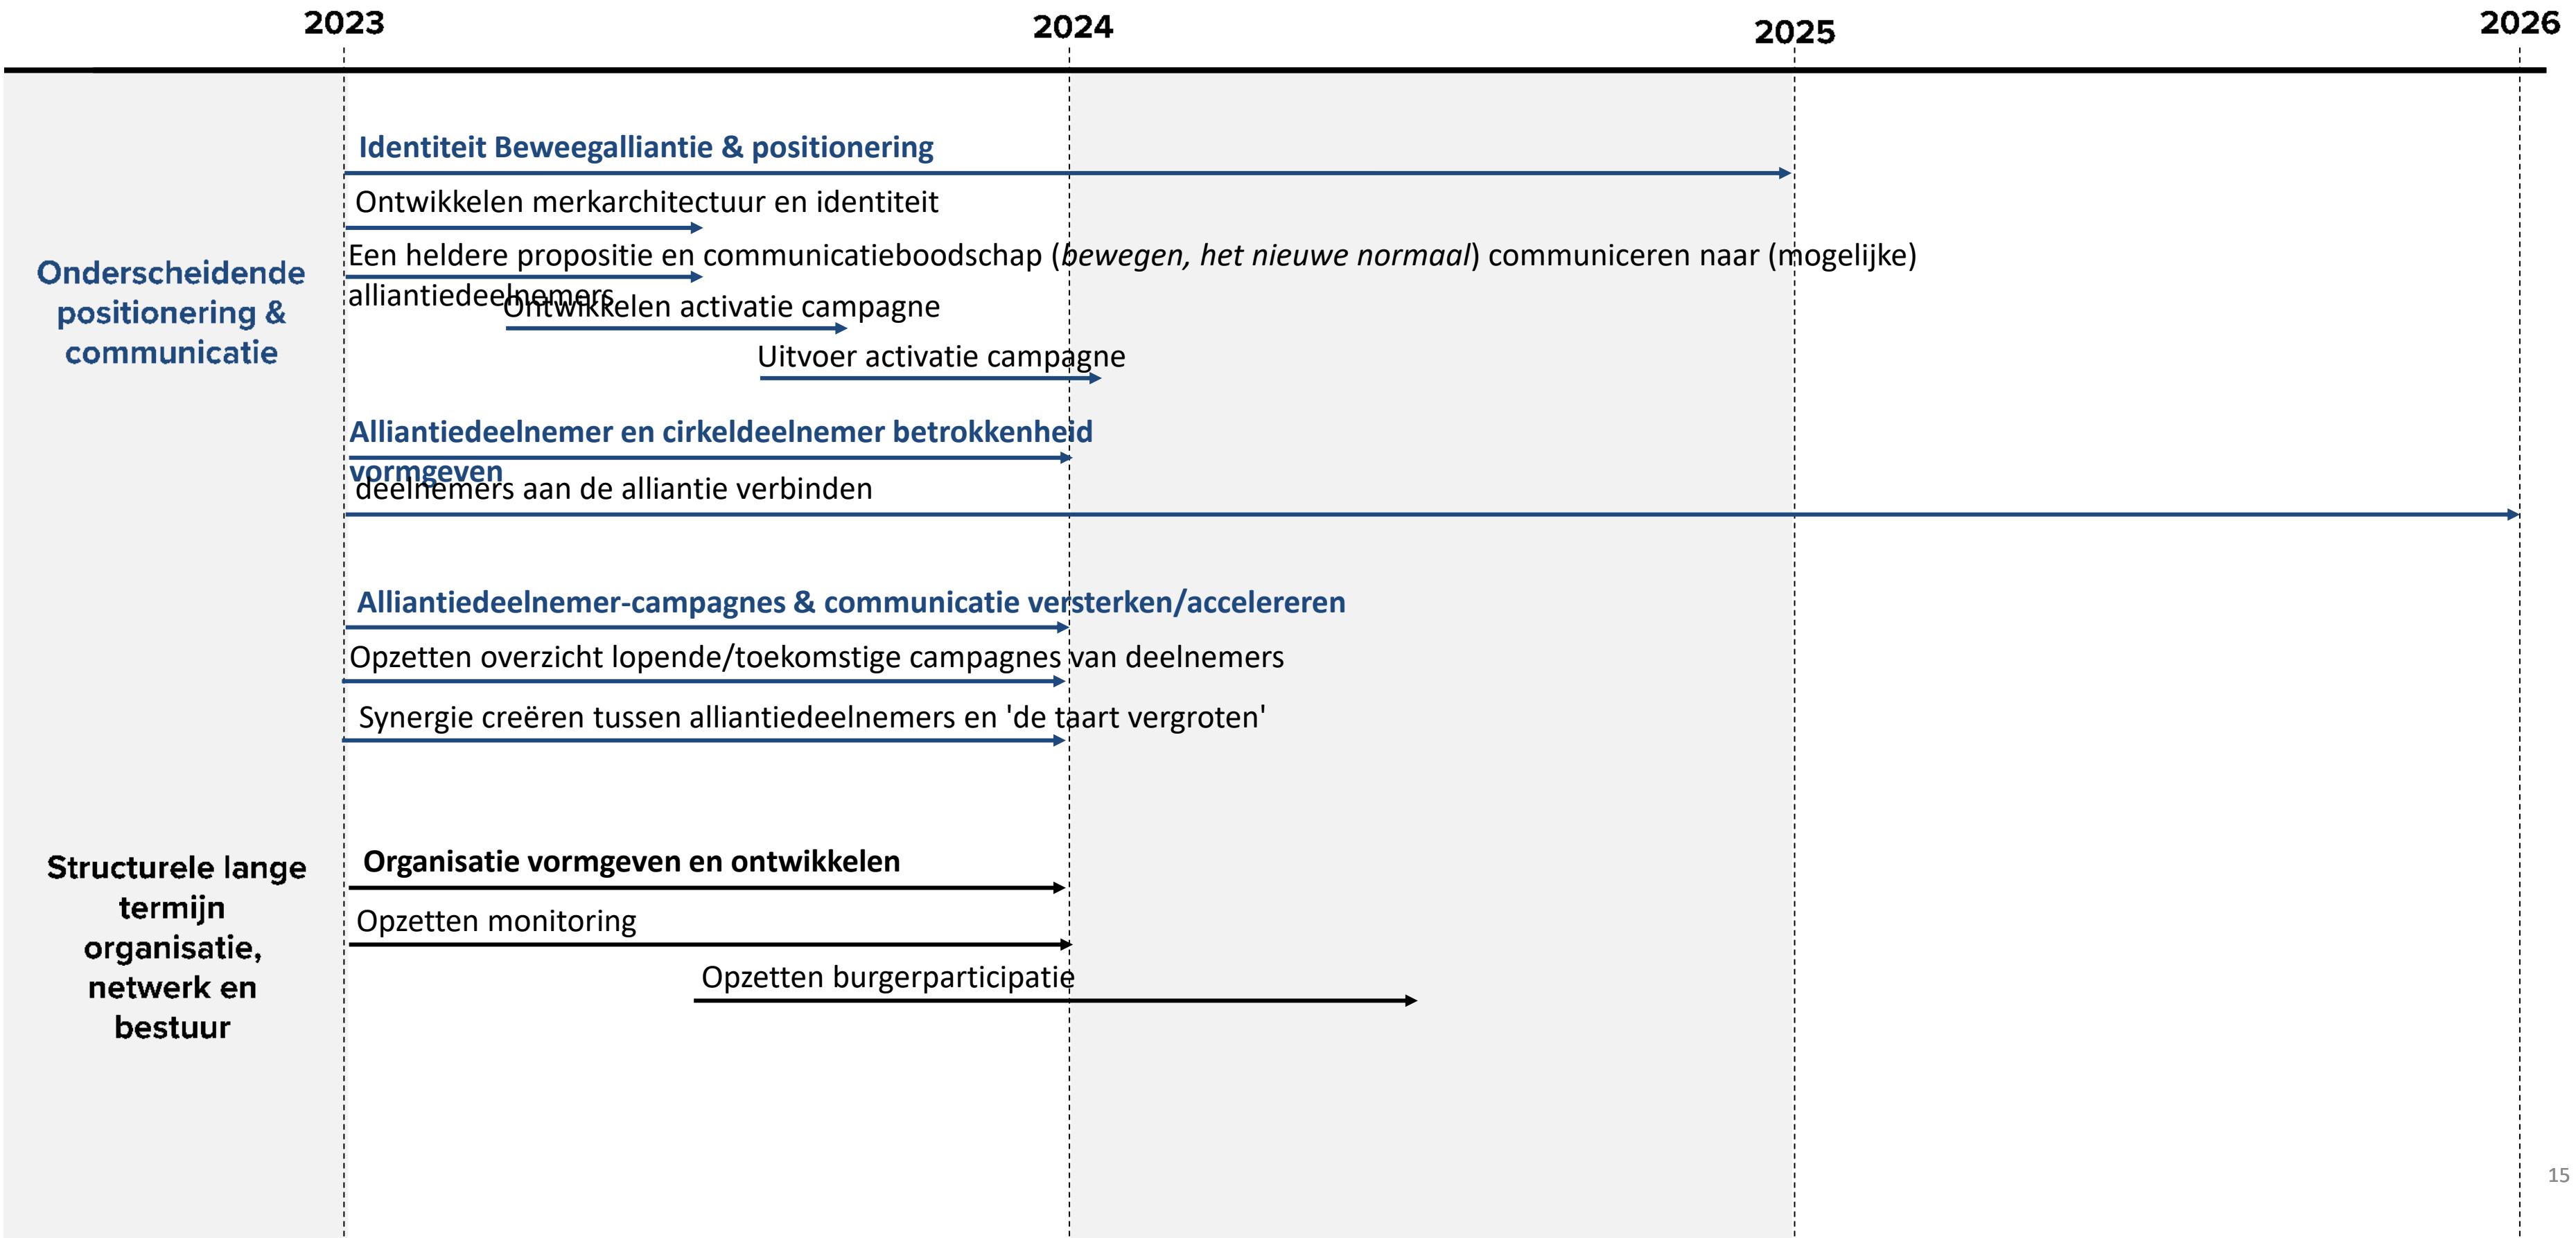 2023
2024
2025
2026
Onderscheidende
positionering &
communicatie
Identiteit Beweegalliantie & positionering
Ontwikkelen merkarchitectuur en identiteit
Een heldere propositie en communicatieboodschap (bewegen, het nieuwe normaal) communiceren naar (mogelijke)
alliantiedeelnemers
Ontwikkelen activatie campagne
Uitvoer activatie campagne
Alliantiedeelnemer en cirkeldeelnemer betrokkenheid
vormgeven
deelnemers aan de alliantie verbinden
Alliantiedeelnemer-campagnes & communicatie versterken/accelereren
Opzetten overzicht lopende/toekomstige campagnes van deelnemers
Synergie creëren tussen alliantiedeelnemers en 'de taart vergroten'
Structurele lange
termijn
organisatie,
netwerk en
bestuur
Organisatie vormgeven en ontwikkelen
Opzetten monitoring
Opzetten burgerparticipatie
15